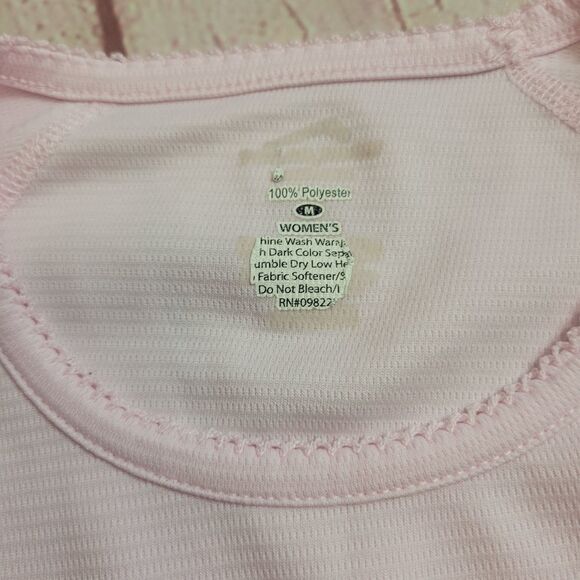 100% Polyester
M
WOMEN'S
hine Wash Warm
h Dark Color Sepa
umble Dry Low He
Fabric Softener/S
Do Not Bleach/I
RN#09822